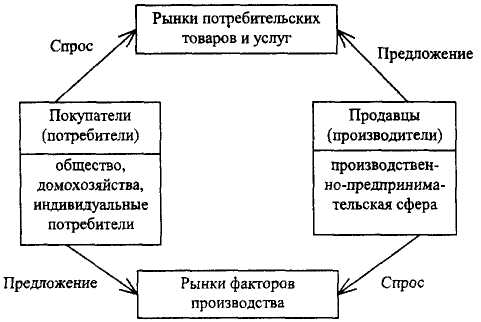 Рынки потребительских
товаров и услуг
Спрос
Предложение
Покупатели
(потребители)
общество,
домохозяйства,
индивидуальные
потребители
Продавцы
(производители)
производствен-
но-предпринима-
тельская сфера
Предложение
Рынки факторов
производства
Спрос